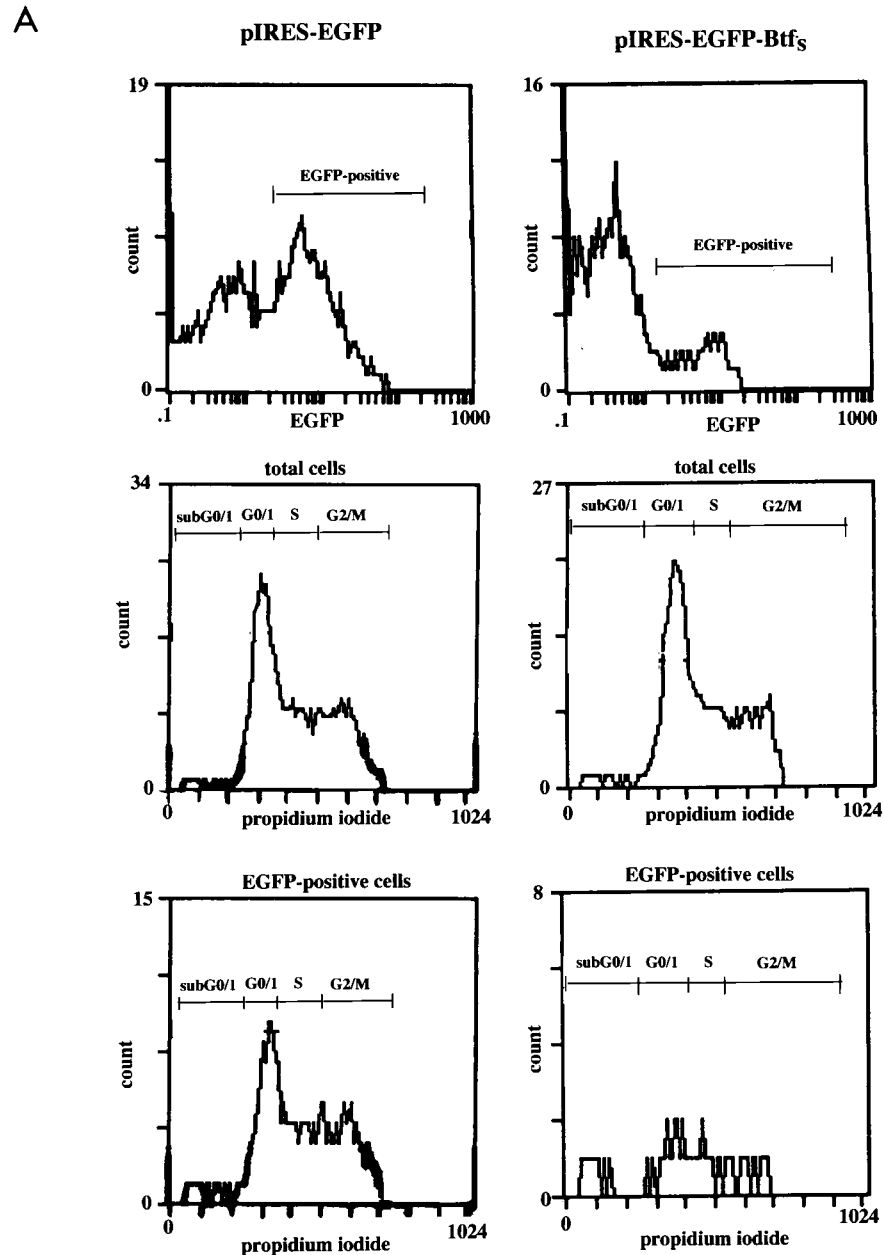 A
pIRES-EGFP
pIRES-EGFP-BtfS
19
EGFP-positive
count
0
.1
EGFP
1000
16
EGFP-positive
count
0
.1
EGFP
1000
total cells
34
subG0/1 G0/1 S G2/M
count
0
0
propidium iodide
1024
total cells
27
subG0/1 G0/1 S G2/M
count
0
0
propidium iodide
1024
EGFP-positive cells
15
subG0/1 G0/1 S G2/M
count
0
0
propidium iodide
1024
EGFP-positive cells
8
subG0/1 G0/1 S G2/M
count
0
0
propidium iodide
1024